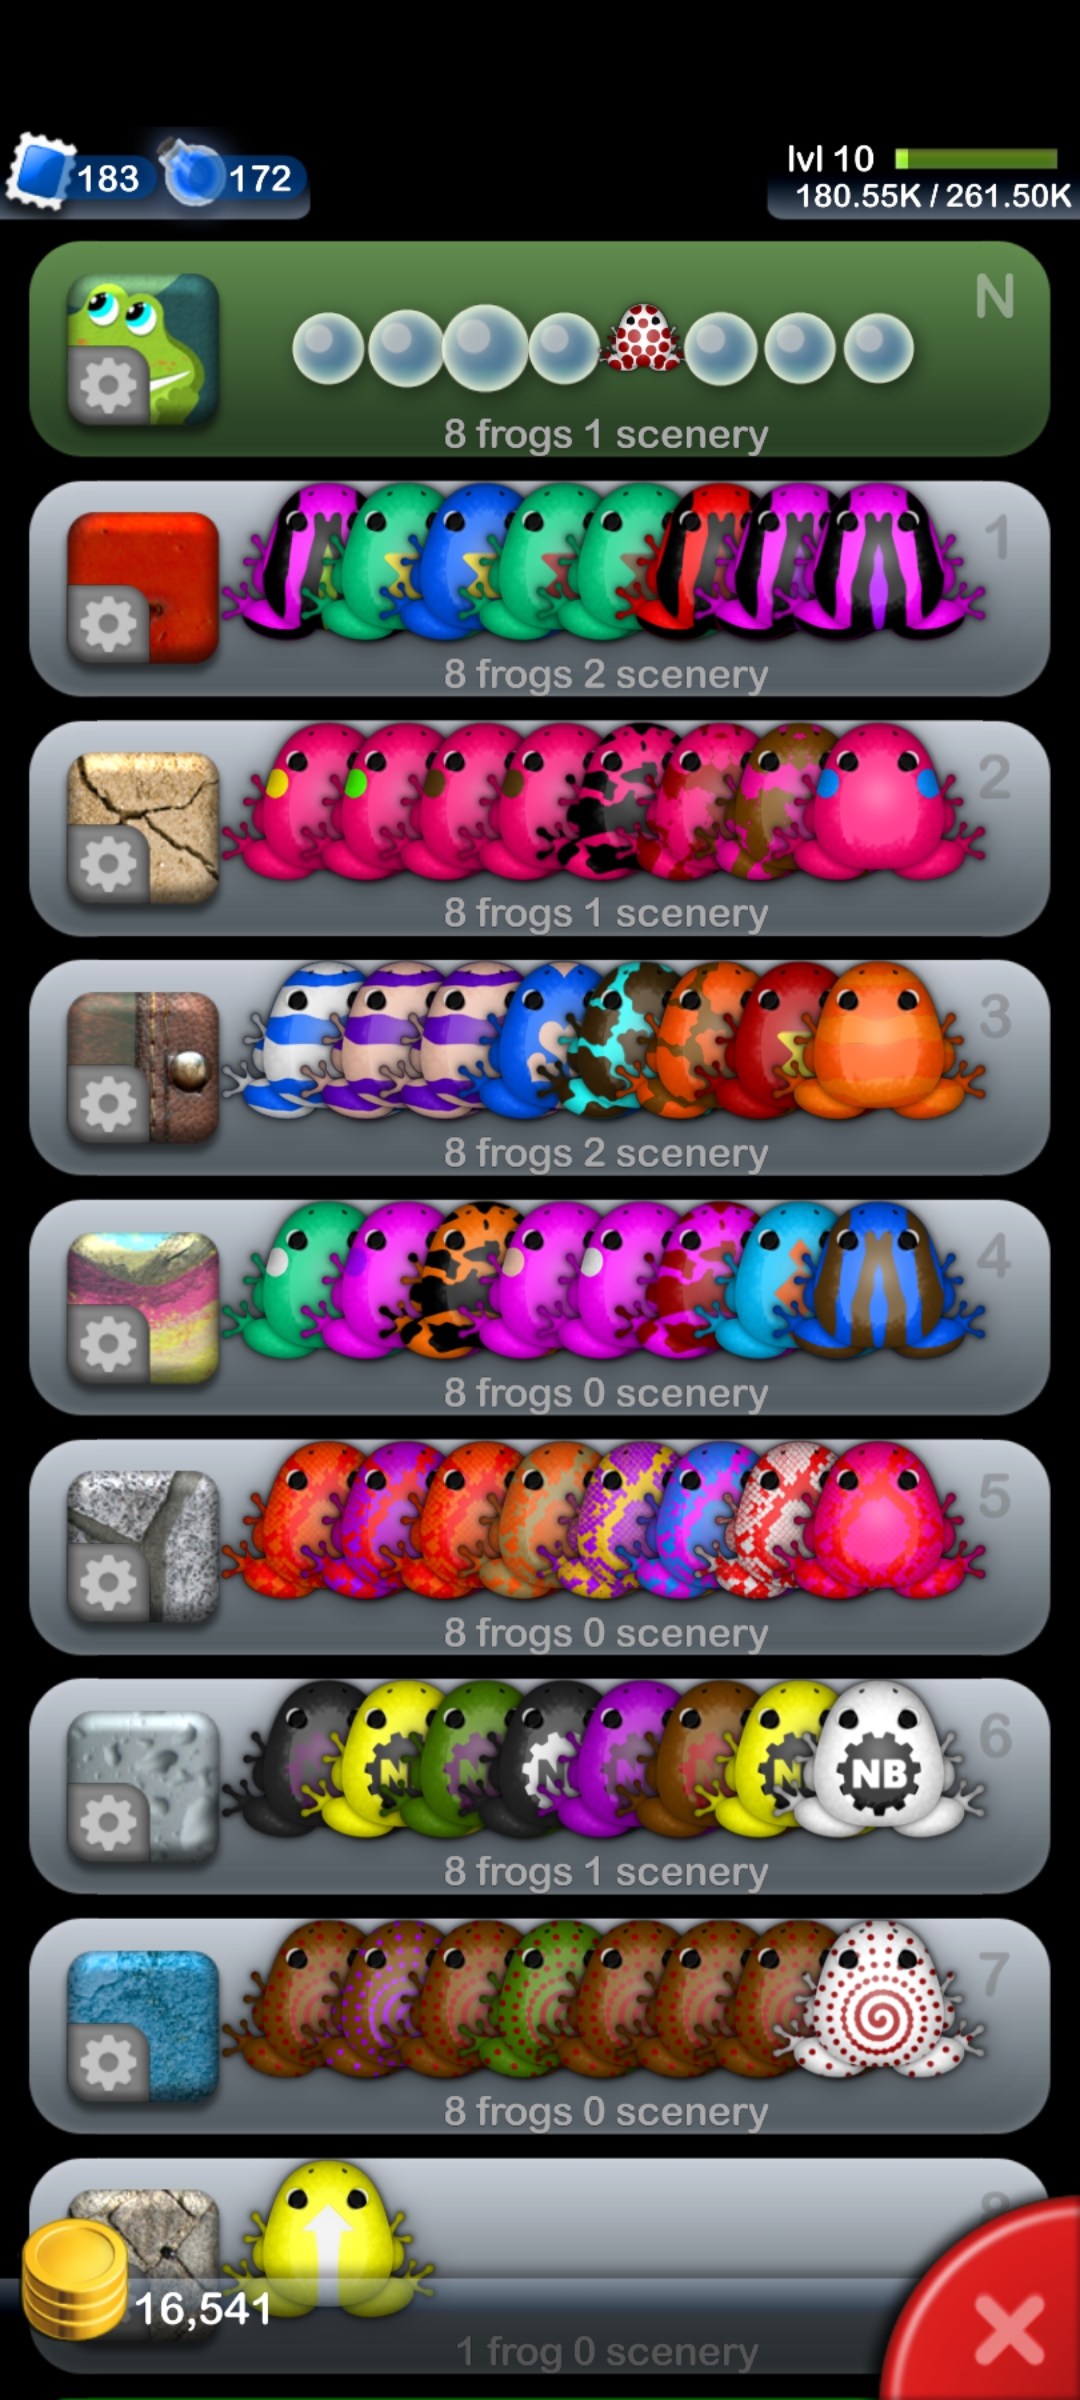 183 172 lvl 10
180.55K / 261.50K
N
8 frogs 1 scenery
1
8 frogs 2 scenery
2
8 frogs 1 scenery
3
8 frogs 2 scenery
4
8 frogs 0 scenery
5
8 frogs 0 scenery
6
N N N N NB
8 frogs 1 scenery
7
8 frogs 0 scenery
16,541
1 frog 0 scenery